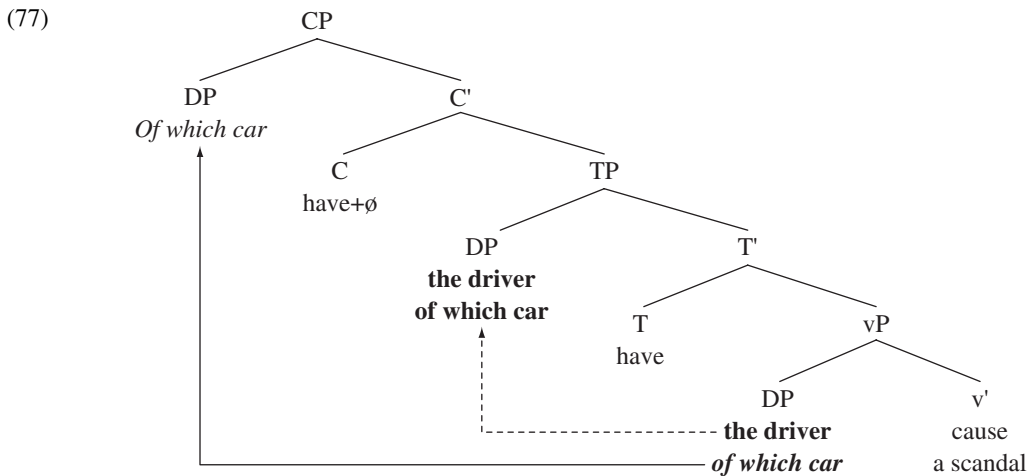 (77)
CP
DP
C'
Of which car
C
TP
have+ø
DP
T'
the driver
of which car
T
vP
have
DP
v'
the driver
cause
of which car
a scandal